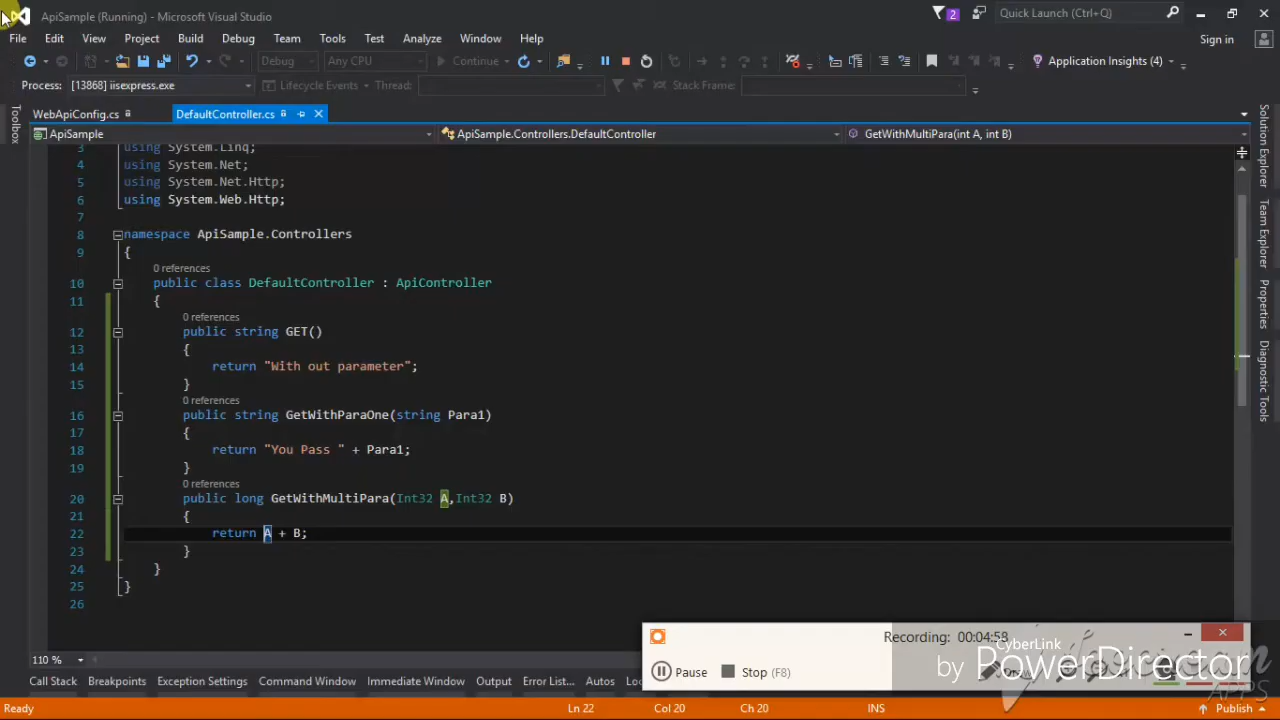 ApiSample (Running) - Microsoft Visual Studio
2
Quick Launch (Ctrl+Q)
File Edit View Project Build Debug Team Tools Test Analyze Window Help
Sign in
Debug Any CPU Continue Application Insights (4)
Process: [13868] iisexpress.exe Lifecycle Events Thread: Stack Frame:
WebApiConfig.cs DefaultController.cs
ApiSample ApiSample.Controllers.DefaultController GetWithMultiPara(int A, int B)
Toolbox
Solution Explorer
Team Explorer
Properties
Diagnostic Tools
3 using System.Linq;
4 using System.Net;
5 using System.Net.Http;
6 using System.Web.Http;
7
8 namespace ApiSample.Controllers
9 {
0 references
10 public class DefaultController : ApiController
11 {
0 references
12 public string GET()
13 {
14 return "With out parameter";
15 }
0 references
16 public string GetWithParaOne(string Para1)
17 {
18 return "You Pass " + Para1;
19 }
0 references
20 public long GetWithMultiPara(Int32 A,Int32 B)
21 {
22 return A + B;
23 }
24 }
25 }
26
Recording: 00:04:58
Pause Stop (F8)
CyberLink
by PowerDirector
APPS
110 %
Call Stack Breakpoints Exception Settings Command Window Immediate Window Output Error List... Autos
Ready Ln 22 Col 20 Ch 20 INS Publish